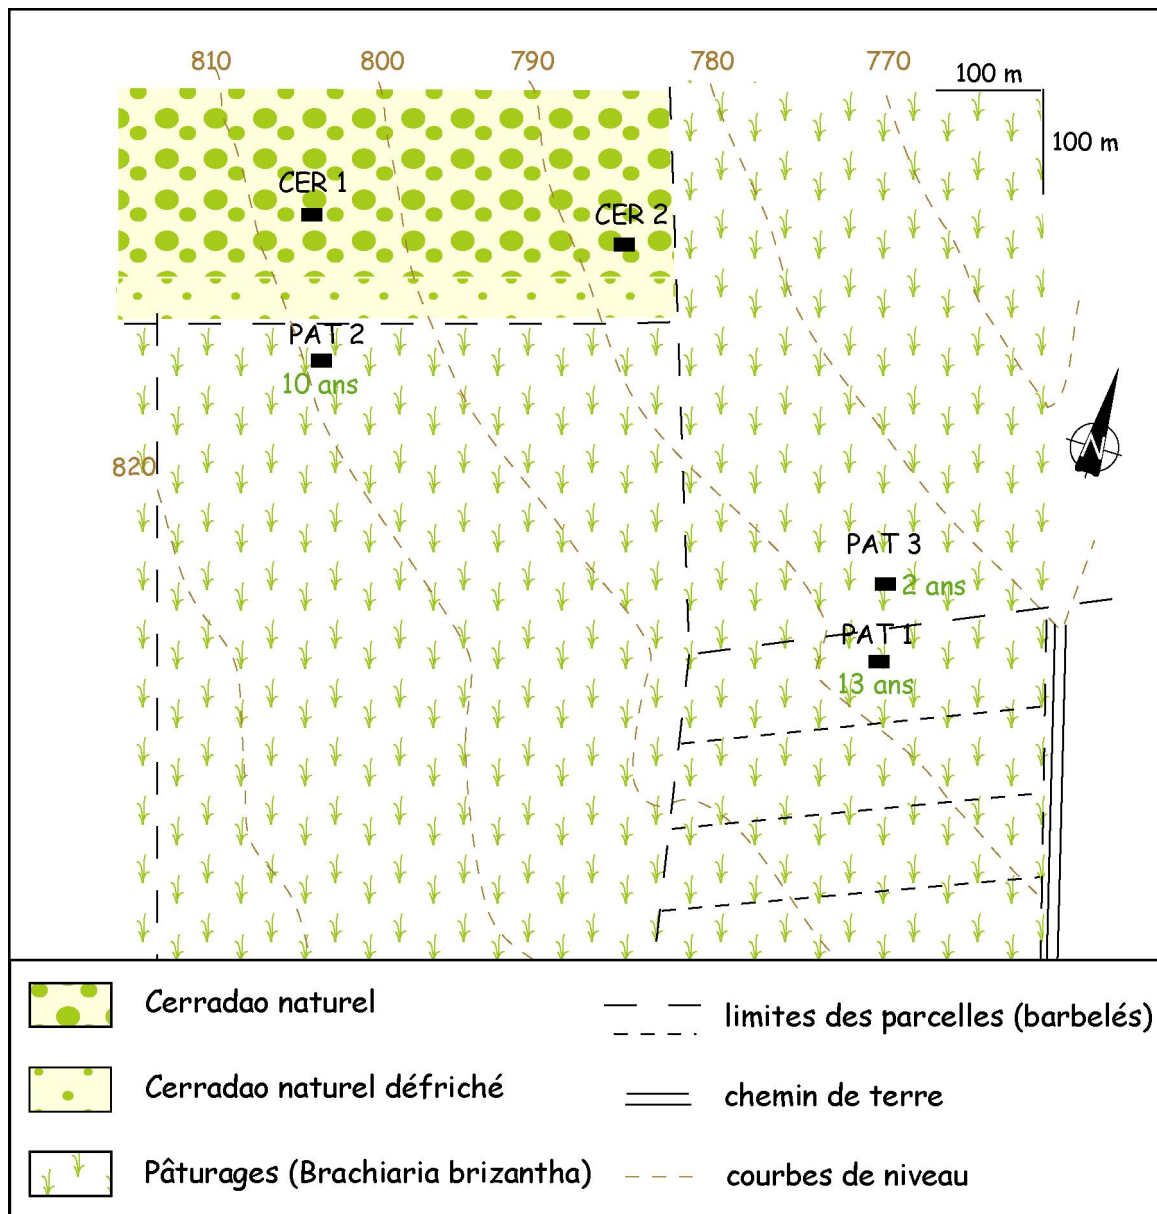 810 800 790 780 770
100 m
100 m
CER 1
CER 2
PAT 2
10 ans
820
N
PAT 3
2 ans
PAT 1
13 ans
Cerradao naturel
limites des parcelles (barbelés)
Cerradao naturel défriché
chemin de terre
Pâturages (Brachiaria brizantha)
courbes de niveau